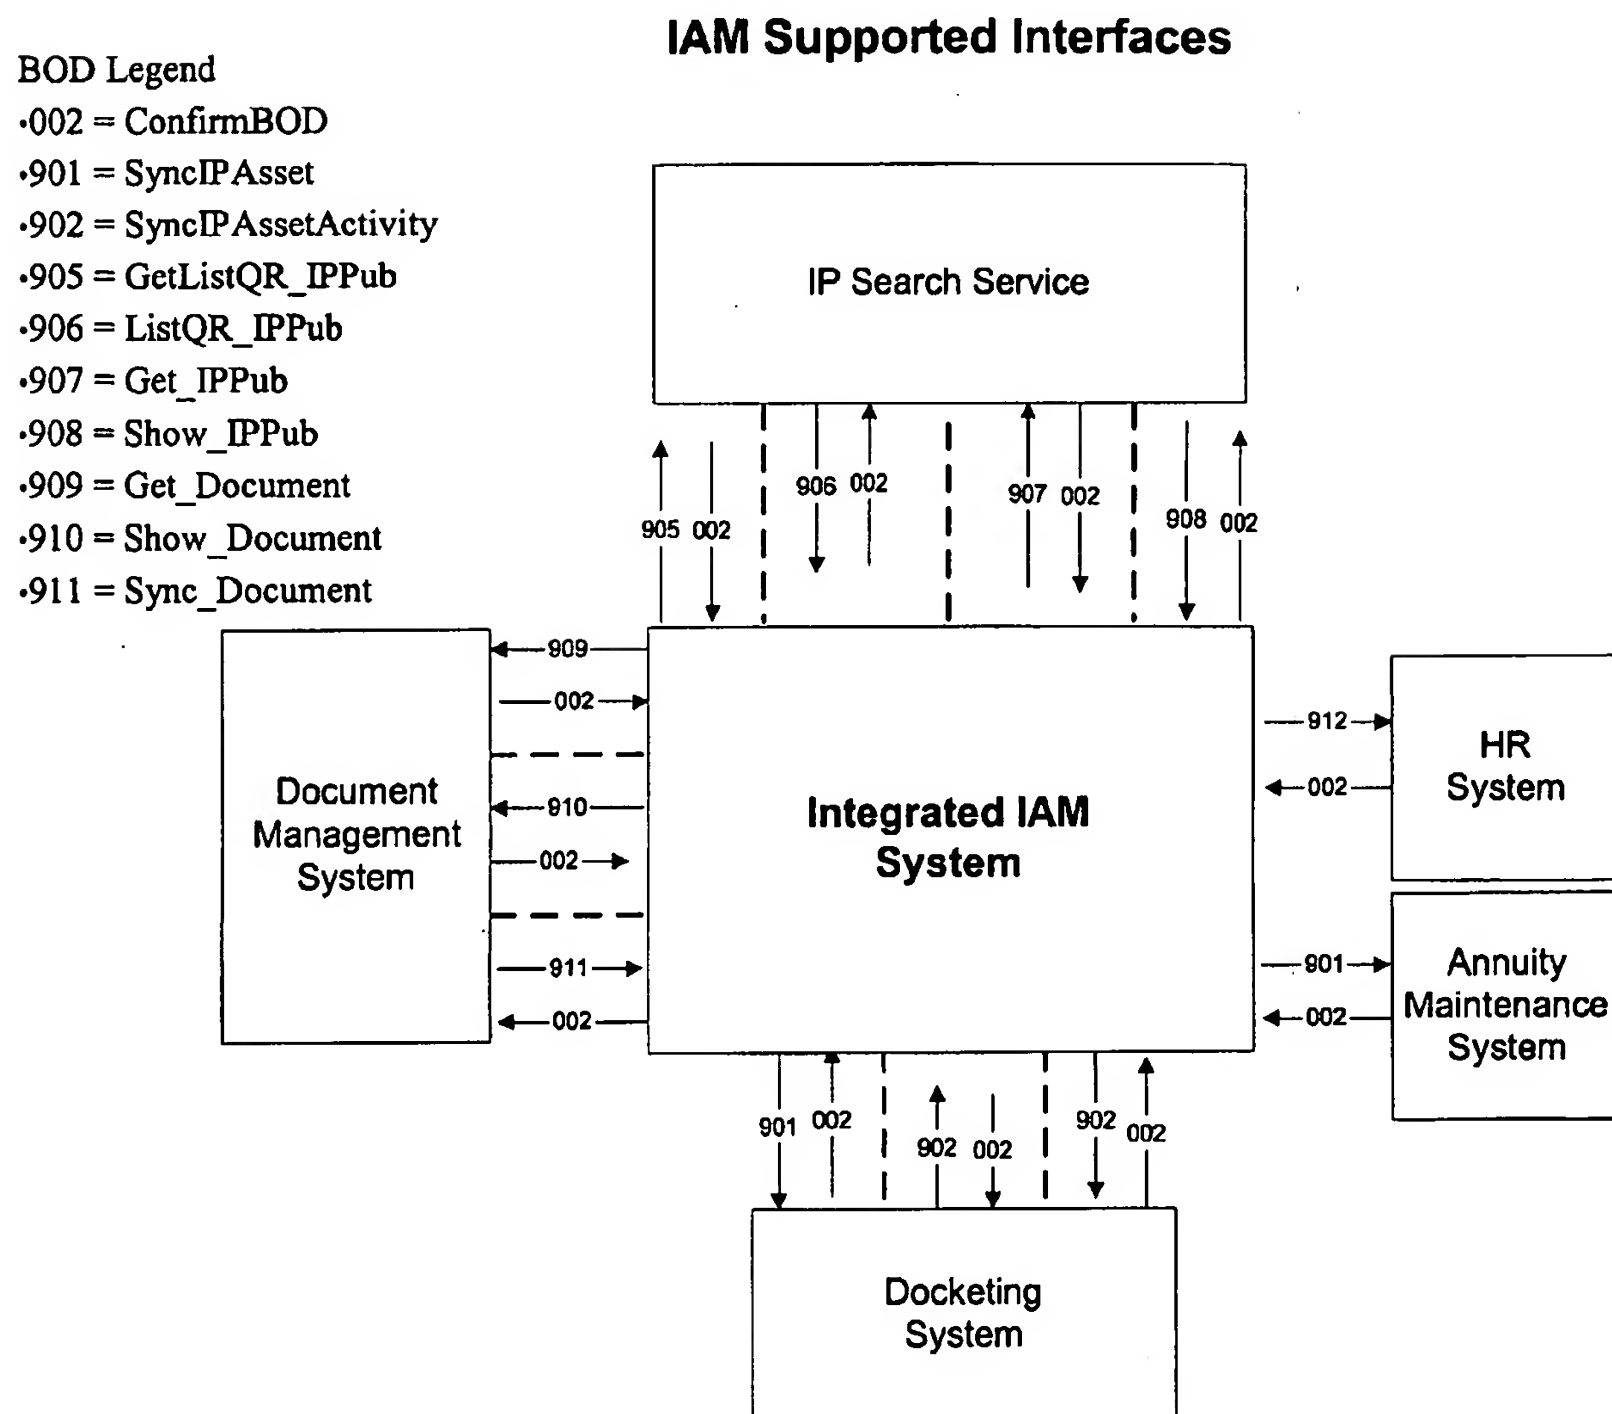 IAM Supported Interfaces
BOD Legend
·002 = ConfirmBOD
·901 = SyncIPAsset
·902 = SyncIPAssetActivity
·905 = GetListQR_IPPub
·906 = ListQR_IPPub
·907 = Get_IPPub
·908 = Show_IPPub
·909 = Get_Document
·910 = Show_Document
·911 = Sync_Document
IP Search Service
905 002 906 002 907 002 908 002
909
002
910
002
911
002
Document
Management
System
Integrated IAM
System
912
002
HR
System
901
002
Annuity
Maintenance
System
901 002 902 002 902 002
Docketing
System